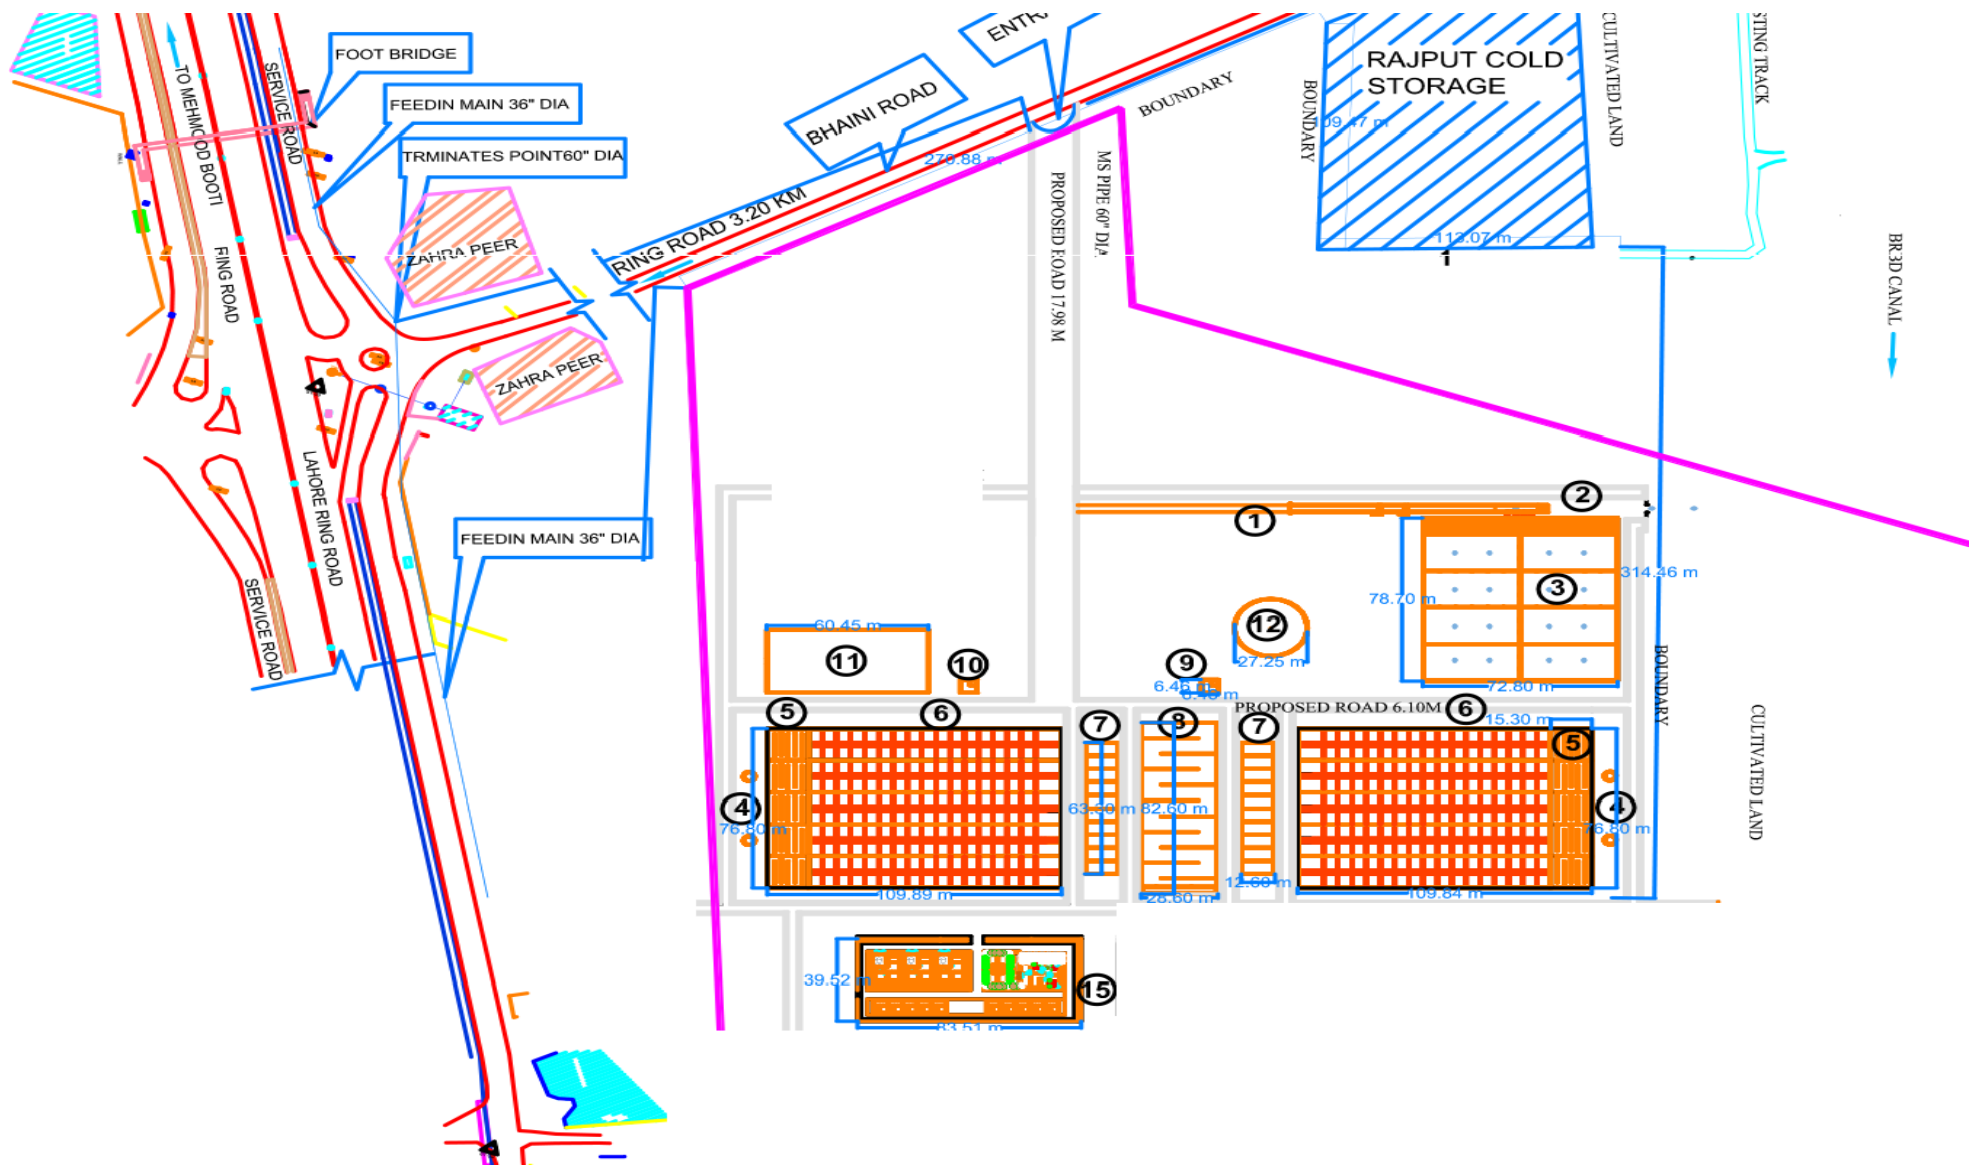 FOOT BRIDGE
FEEDIN MAIN 36" DIA
TRMINATES POINT60" DIA
TO MEHMOOD BOOTI
SERVICE ROAD
RING ROAD
ZAHRA PEER
ZAHRA PEER
LAHORE RING ROAD
SERVICE ROAD
FEEDIN MAIN 36" DIA
BHAINI ROAD
RING ROAD 3.20 KM
BOUNDARY
MS PIPE 60" DIA
PROPOSED ROAD 17.98 M
RAJPUT COLD
STORAGE
BOUNDARY
109.47 m
113.07 m
1
CULTIVATED LAND
BR3D CANAL
1
2
3
78.70 m
72.80 m
314.46 m
BOUNDARY
CULTIVATED LAND
12
27.25 m
9
6.46 m
10
11
60.45 m
PROPOSED ROAD 6.10M
5
6
7
8
7
6
15.30 m
5
4
76.80 m
109.89 m
63.30 m
82.60 m
28.60 m
12.60 m
109.84 m
4
76.80 m
39.52 m
83.51 m
15